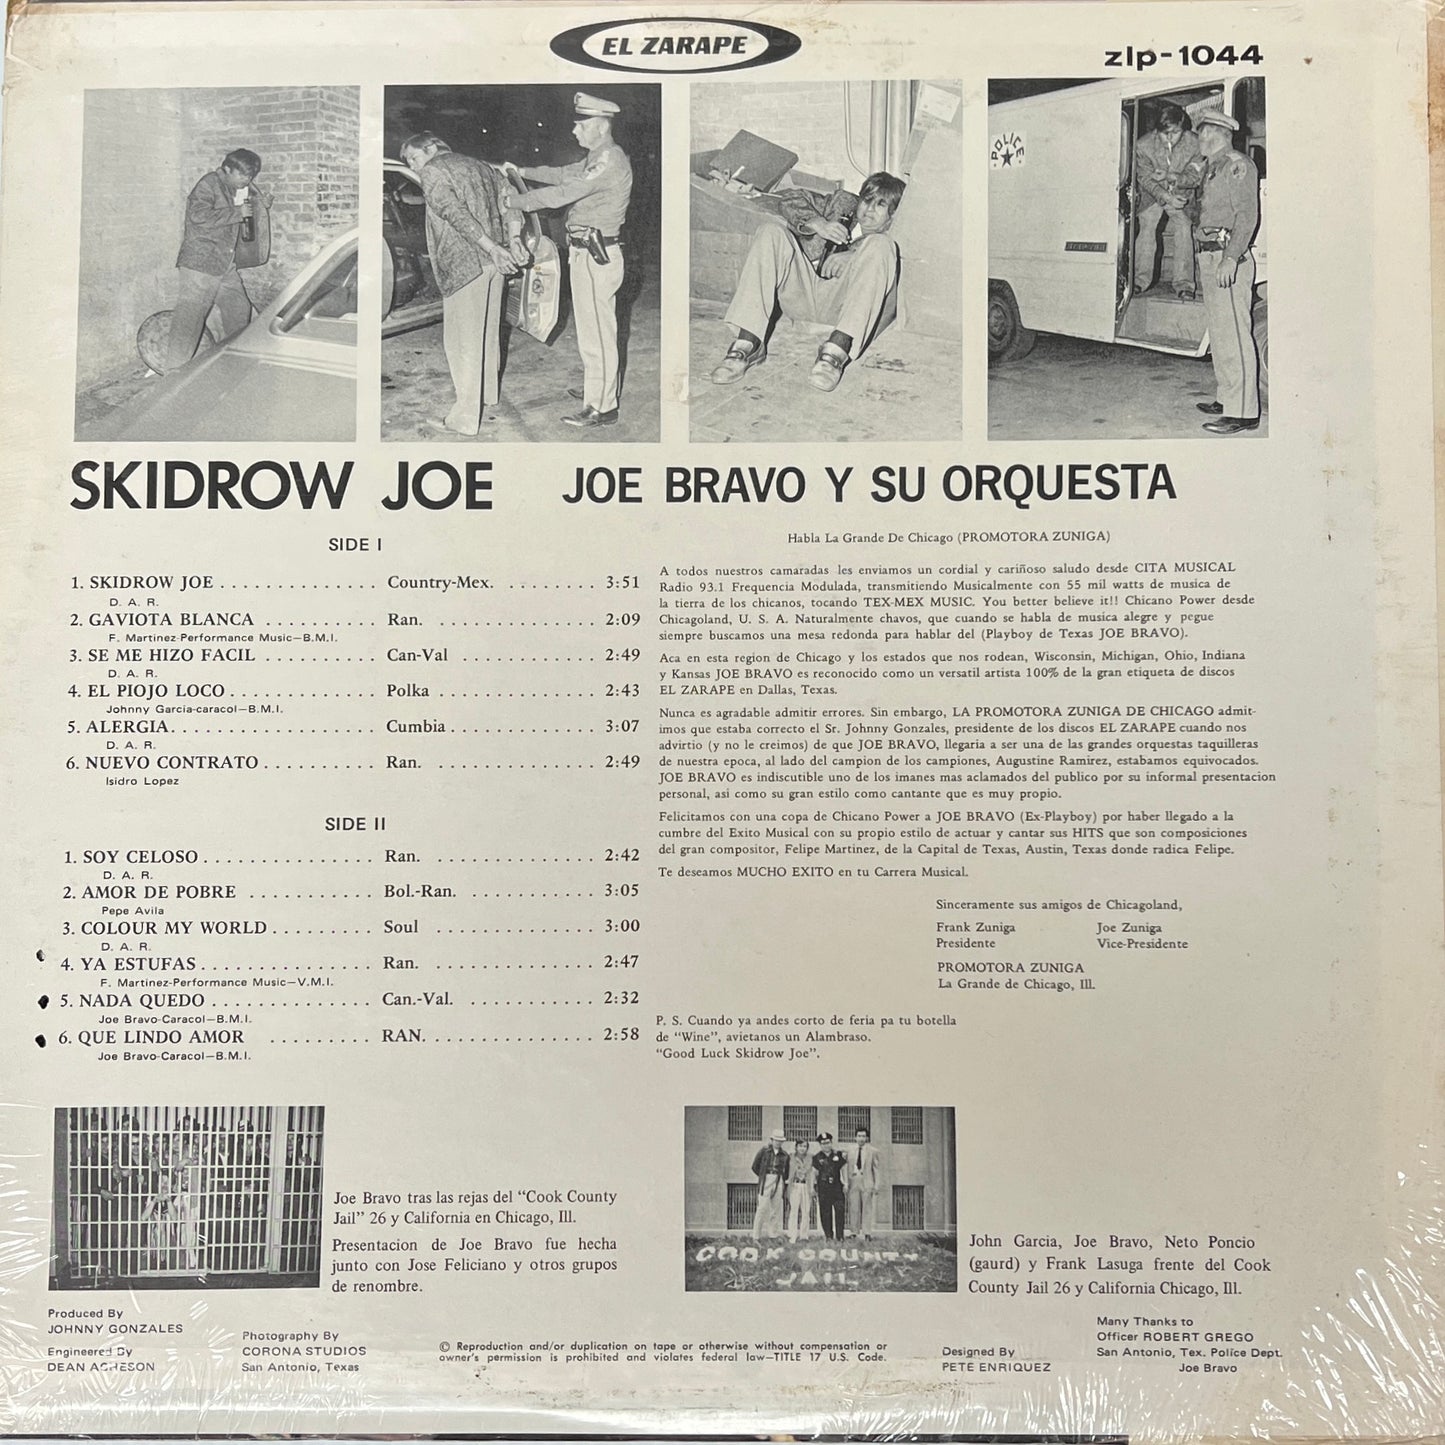 EL ZARAPE
zlp-1044
POLICE
SKIDROW JOE JOE BRAVO Y SU ORQUESTA
SIDE I
1. SKIDROW JOE . . . . . . . . . . . . . . . Country-Mex. . . . . . . . . 3:51
D. A. R.
2. GAVIOTA BLANCA . . . . . . . . . . Ran. . . . . . . . . . . . . . . 2:09
F. Martinez-Performance Music—B.M.I.
3. SE ME HIZO FACIL . . . . . . . . . . . Can-Val . . . . . . . . . . . . 2:49
D. A. R.
4. EL PIOJO LOCO . . . . . . . . . . . . . . Polka . . . . . . . . . . . . . . 2:43
Johnny Garcia-caracol—B.M.I.
5. ALERGIA. . . . . . . . . . . . . . . . . . . Cumbia . . . . . . . . . . . . . 3:07
D. A. R.
6. NUEVO CONTRATO . . . . . . . . . . Ran. . . . . . . . . . . . . . . 2:49
Isidro Lopez
SIDE II
1. SOY CELOSO . . . . . . . . . . . . . . . . Ran. . . . . . . . . . . . . . . 2:42
D. A. R.
2. AMOR DE POBRE . . . . . . . . . . . Bol.-Ran. . . . . . . . . . . . . 3:05
Pepe Avila
3. COLOUR MY WORLD . . . . . . . . . Soul . . . . . . . . . . . . . . 3:00
D. A. R.
4. YA ESTUFAS . . . . . . . . . . . . . . . . Ran. . . . . . . . . . . . . . . 2:47
F. Martinez-Performance Music—V.M.I.
5. NADA QUEDO . . . . . . . . . . . . . . . Can.-Val. . . . . . . . . . . . 2:32
Joe Bravo-Caracol—B.M.I.
6. QUE LINDO AMOR . . . . . . . . . RAN. . . . . . . . . . . . . . . 2:58
Joe Bravo-Caracol—B.M.I.
Habla La Grande De Chicago (PROMOTORA ZUNIGA)
A todos nuestros camaradas les enviamos un cordial y cariñoso saludo desde CITA MUSICAL
Radio 93.1 Frequencia Modulada, transmitiendo Musicalmente con 55 mil watts de musica de
la tierra de los chicanos, tocando TEX-MEX MUSIC. You better believe it!! Chicano Power desde
Chicagoland, U. S. A. Naturalmente chavos, que cuando se habla de musica alegre y pegue
siempre buscamos una mesa redonda para hablar del (Playboy de Texas JOE BRAVO).
Aca en esta region de Chicago y los estados que nos rodean, Wisconsin, Michigan, Ohio, Indiana
y Kansas JOE BRAVO es reconocido como un versatil artista 100% de la gran etiqueta de discos
EL ZARAPE en Dallas, Texas.
Nunca es agradable admitir errores. Sin embargo, LA PROMOTORA ZUNIGA DE CHICAGO admit-
imos que estaba correcto el Sr. Johnny Gonzales, presidente de los discos EL ZARAPE cuando nos
advirtio (y no le creimos) de que JOE BRAVO, llegaria a ser una de las grandes orquestas taquilleras
de nuestra epoca, al lado del campion de los campiones, Augustine Ramirez, estabamos equivocados.
JOE BRAVO es indiscutible uno de los imanes mas aclamados del publico por su informal presentacion
personal, asi como su gran estilo como cantante que es muy propio.
Felicitamos con una copa de Chicano Power a JOE BRAVO (Ex-Playboy) por haber llegado a la
cumbre del Exito Musical con su propio estilo de actuar y cantar sus HITS que son composiciones
del gran compositor, Felipe Martinez, de la Capital de Texas, Austin, Texas donde radica Felipe.
Te deseamos MUCHO EXITO en tu Carrera Musical.
Sinceramente sus amigos de Chicagoland,
Frank Zuniga Joe Zuniga
Presidente Vice-Presidente
PROMOTORA ZUNIGA
La Grande de Chicago, Ill.
P. S. Cuando ya andes corto de feria pa tu botella
de "Wine", avietanos un Alambraso.
"Good Luck Skidrow Joe".
Joe Bravo tras las rejas del "Cook County
Jail" 26 y California en Chicago, Ill.
Presentacion de Joe Bravo fue hecha
junto con Jose Feliciano y otros grupos
de renombre.
COOK COUNTY
JAIL
John Garcia, Joe Bravo, Neto Poncio
(gaurd) y Frank Lasuga frente del Cook
County Jail 26 y California Chicago, Ill.
Produced By
JOHNNY GONZALES
Engineered By
DEAN ACHESON
Photography By
CORONA STUDIOS
San Antonio, Texas
© Reproduction and/or duplication on tape or otherwise without compensation or
owner's permission is prohibited and violates federal law—TITLE 17 U.S. Code.
Designed By
PETE ENRIQUEZ
Many Thanks to
Officer ROBERT GREGO
San Antonio, Tex. Police Dept.
Joe Bravo